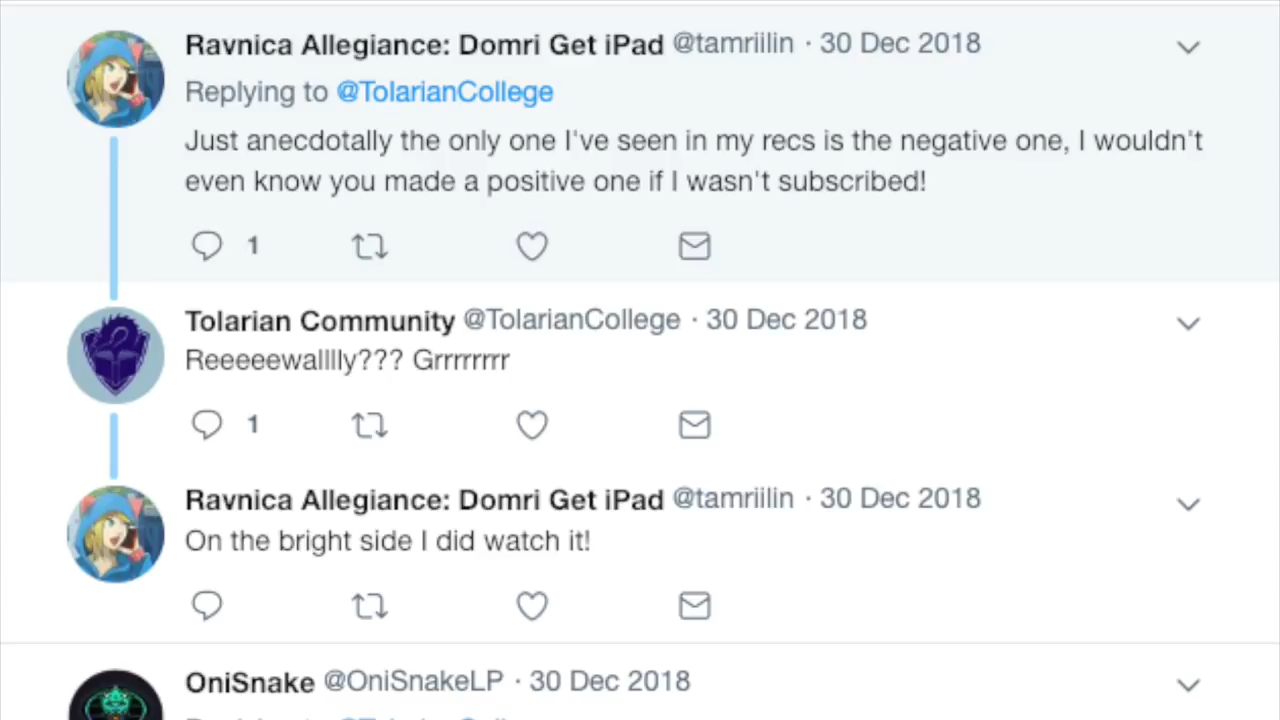 Ravnica Allegiance: Domri Get iPad @tamriilin · 30 Dec 2018
Replying to @TolarianCollege
Just anecdotally the only one I've seen in my recs is the negative one, I wouldn't
even know you made a positive one if I wasn't subscribed!
1
Tolarian Community @TolarianCollege · 30 Dec 2018
Reeeeewalllly??? Grrrrrrrr
1
Ravnica Allegiance: Domri Get iPad @tamriilin · 30 Dec 2018
On the bright side I did watch it!
OniSnake @OniSnakeLP · 30 Dec 2018